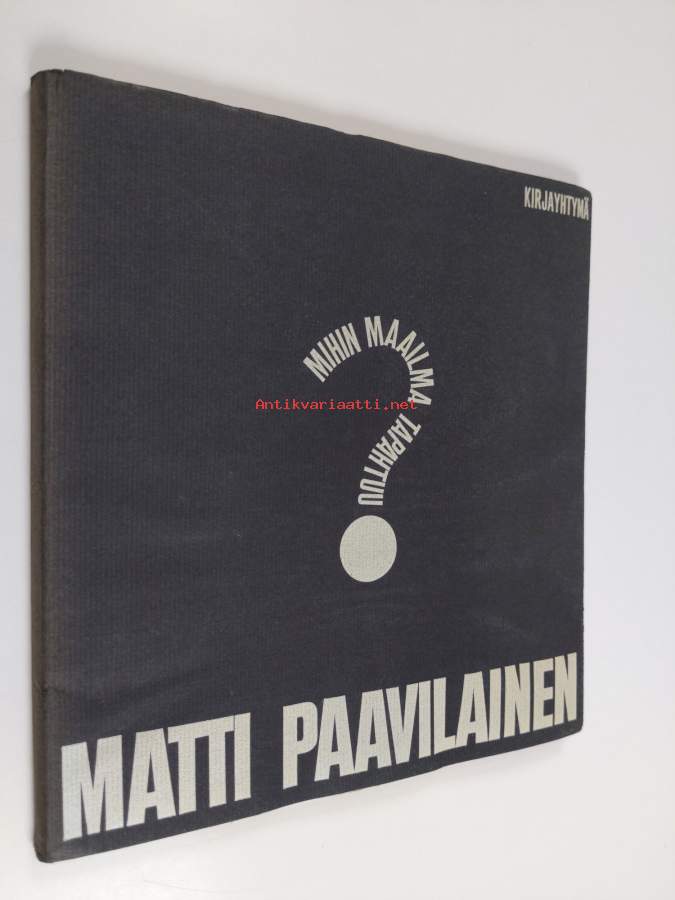 KIRJAYHTYMÄ
MIHIN MAAILMA TAPAHTUU
Antikvariaatti.net
MATTI PAAVILAINEN